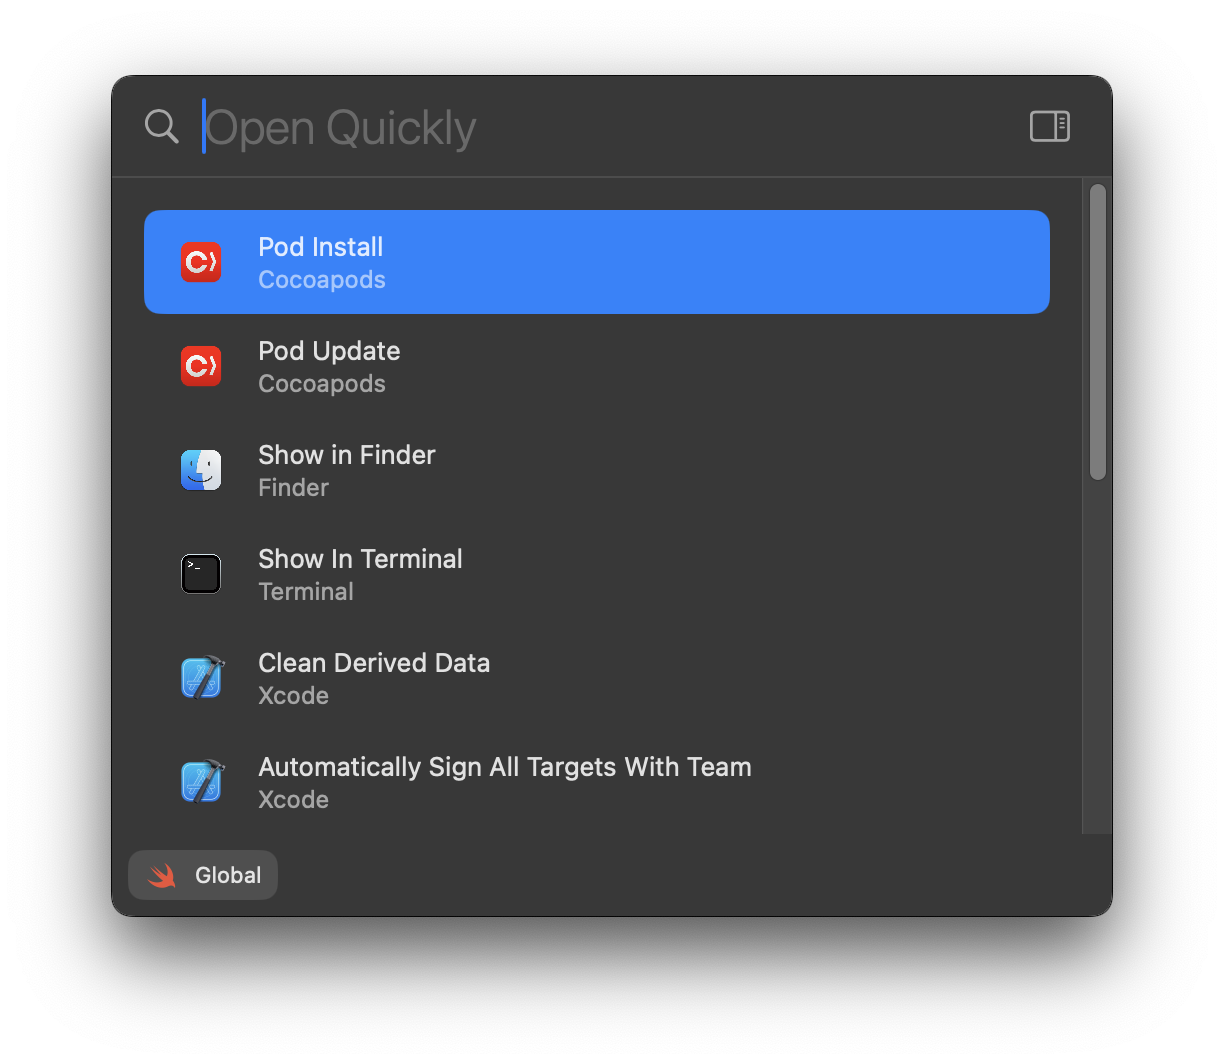 Open Quickly
Pod Install
Cocoapods
Pod Update
Cocoapods
Show in Finder
Finder
Show In Terminal
Terminal
Clean Derived Data
Xcode
Automatically Sign All Targets With Team
Xcode
Global